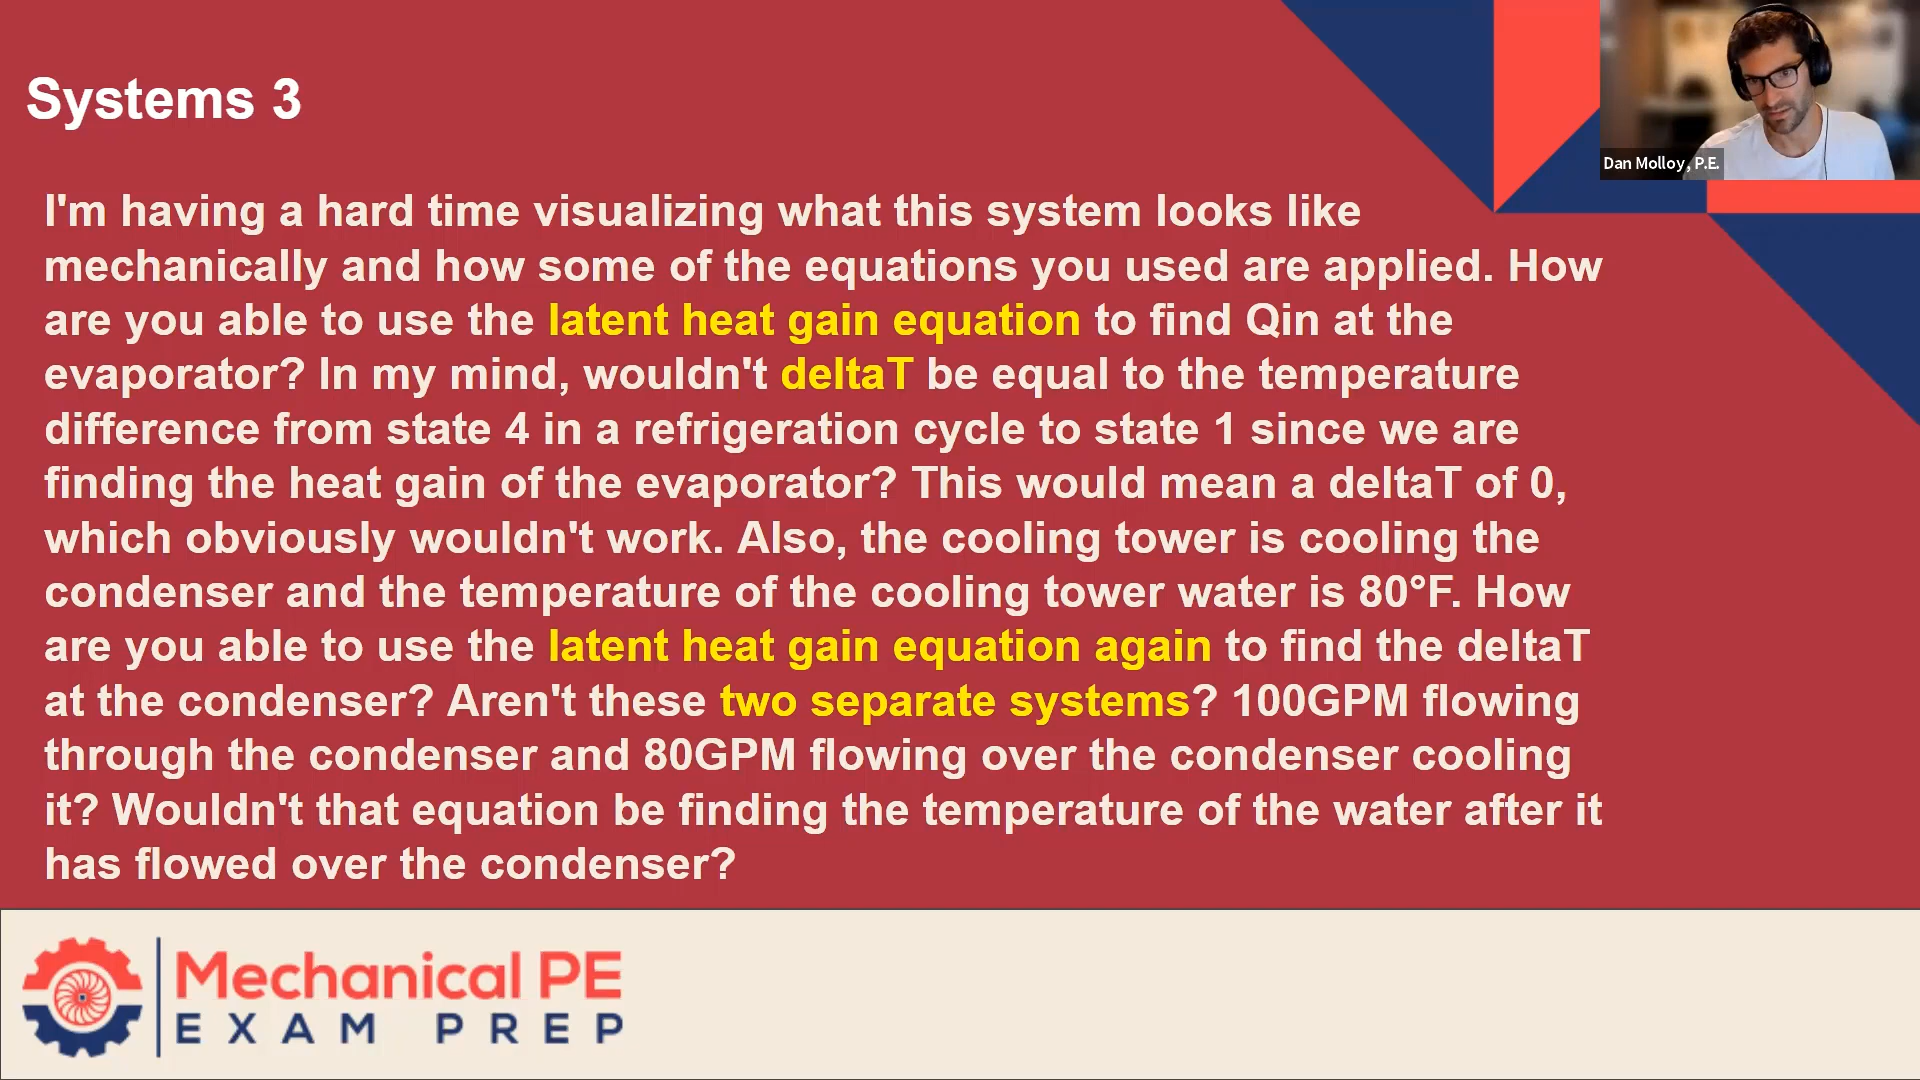 Systems 3
Dan Molloy, P.E.
I'm having a hard time visualizing what this system looks like
mechanically and how some of the equations you used are applied. How
are you able to use the latent heat gain equation to find Qin at the
evaporator? In my mind, wouldn't deltaT be equal to the temperature
difference from state 4 in a refrigeration cycle to state 1 since we are
finding the heat gain of the evaporator? This would mean a deltaT of 0,
which obviously wouldn't work. Also, the cooling tower is cooling the
condenser and the temperature of the cooling tower water is 80°F. How
are you able to use the latent heat gain equation again to find the deltaT
at the condenser? Aren't these two separate systems? 100GPM flowing
through the condenser and 80GPM flowing over the condenser cooling
it? Wouldn't that equation be finding the temperature of the water after it
has flowed over the condenser?
Mechanical PE
EXAM PREP